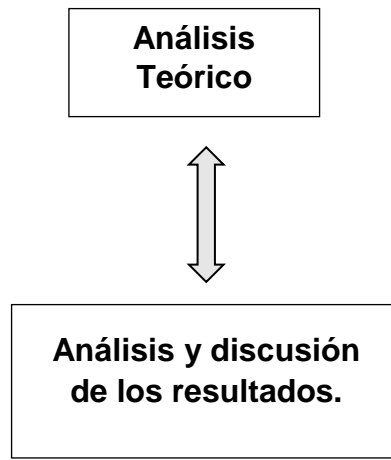 Análisis
Teórico
Análisis y discusión
de los resultados.